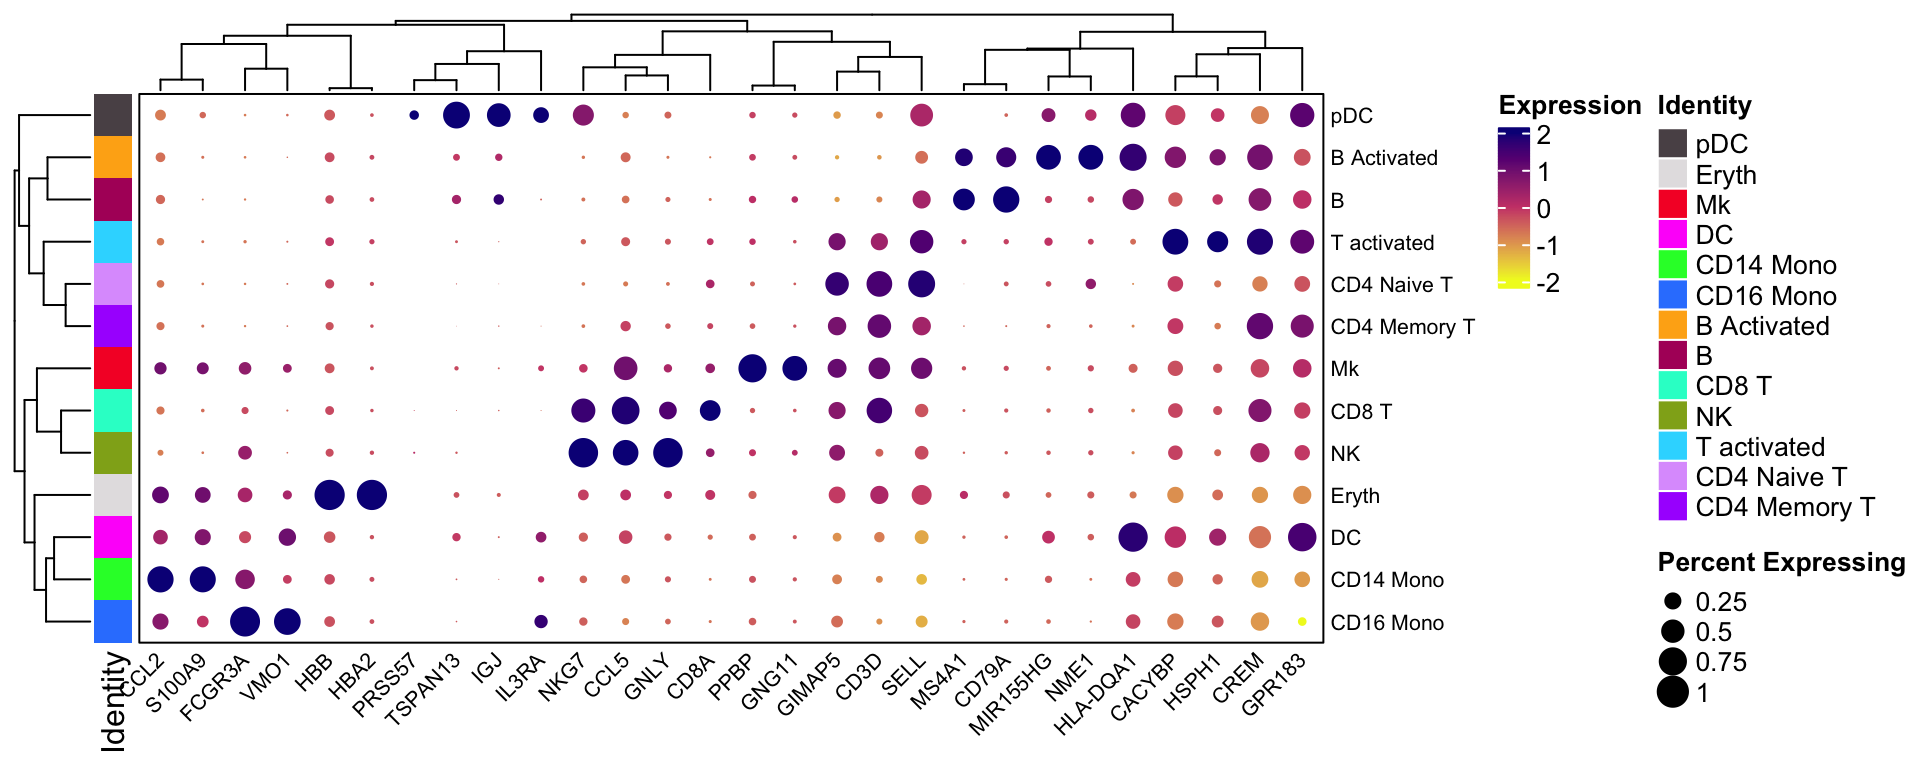 Expression
2
1
0
-1
-2
Identity
pDC
Eryth
Mk
DC
CD14 Mono
CD16 Mono
B Activated
B
CD8 T
NK
T activated
CD4 Naive T
CD4 Memory T
Percent Expressing
0.25
0.5
0.75
1
pDC
B Activated
B
T activated
CD4 Naive T
CD4 Memory T
Mk
CD8 T
NK
Eryth
DC
CD14 Mono
CD16 Mono
Identity
CCL2
S100A9
FCGR3A
VMO1
HBB
HBA2
PRSS57
TSPAN13
IGJ
IL3RA
NKG7
CCL5
GNLY
CD8A
PPBP
GNG11
GIMAP5
CD3D
SELL
MS4A1
CD79A
MIR155HG
NME1
HLA-DQA1
CACYBP
HSPH1
CREM
GPR183